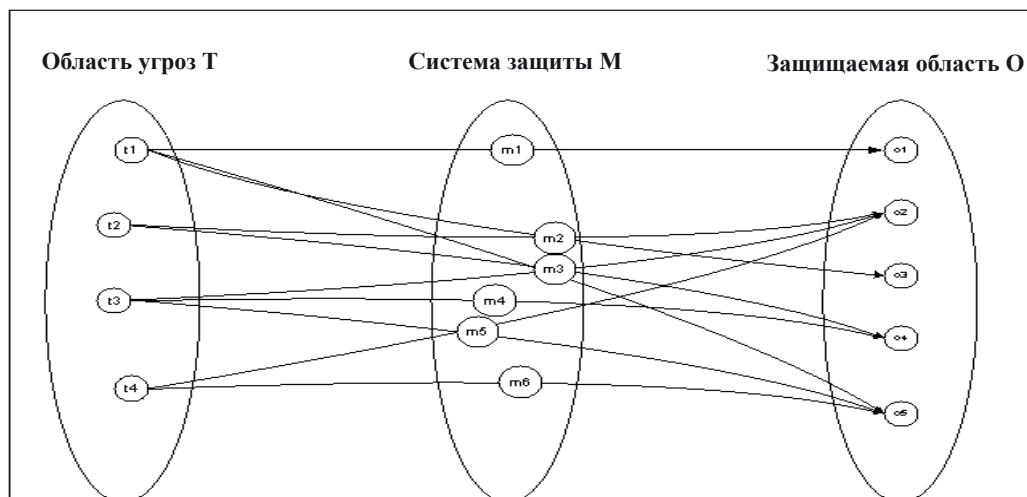 Область угроз T
Система защиты M
Защищаемая область O
t1
m1
o1
o2
t2
m2
m3
o3
t3
m4
m5
o4
t4
m6
o5